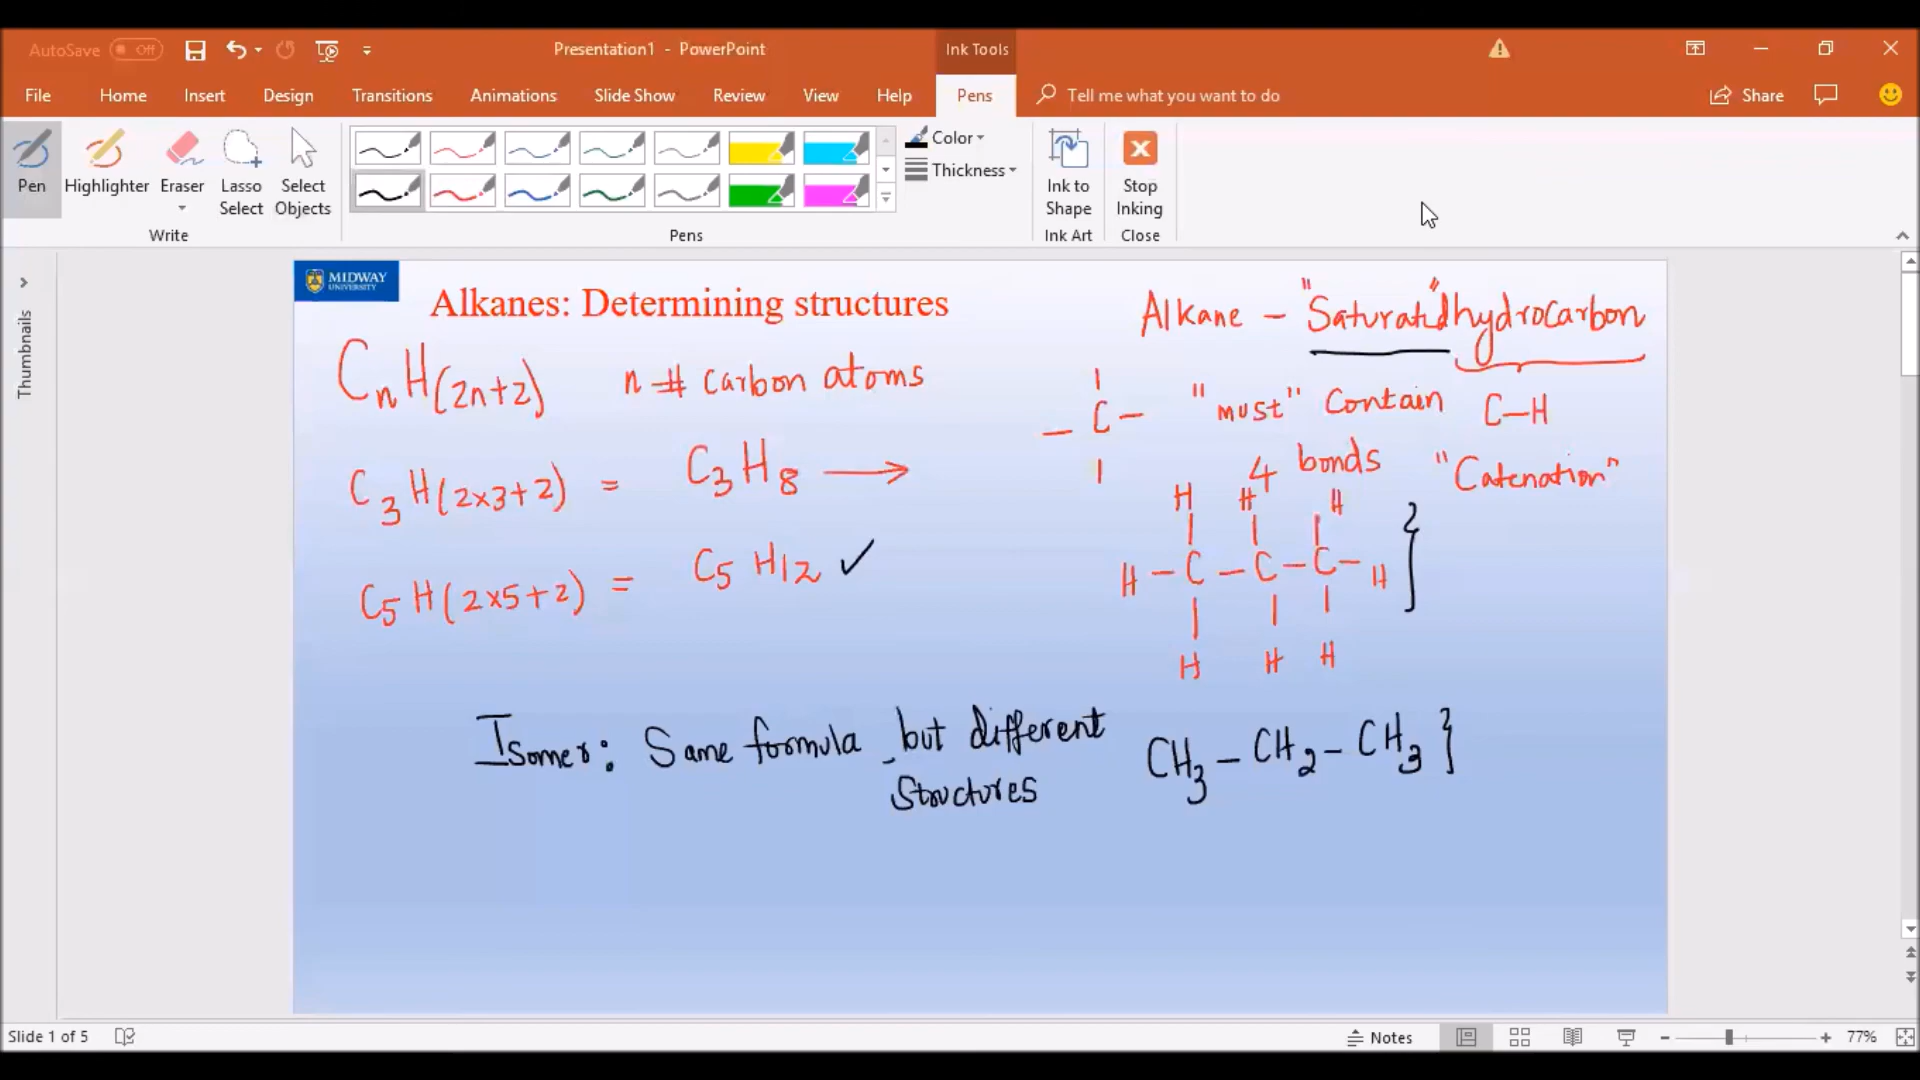 AutoSave Off
Presentation1 - PowerPoint
Ink Tools
File Home Insert Design Transitions Animations Slide Show Review View Help Pens Tell me what you want to do Share
Pen Highlighter Eraser Lasso Select Select Objects
Color
Thickness
Ink to Shape Stop Inking
Write Pens Ink Art Close
Thumbnails
MIDWAY
UNIVERSITY
Alkanes: Determining structures
Alkane - "Saturated" hydrocarbon
CnH(2n+2) n # carbon atoms
- C - "must" contain C-H
4 bonds "Catenation"
C3H(2x3+2) = C3H8 →
H H H
H - C - C - C - H }
H H H
C5H(2x5+2) = C5H12 ✓
Isomer: Same formula but different
structures
CH3 - CH2 - CH3 }
Slide 1 of 5
Notes
77%